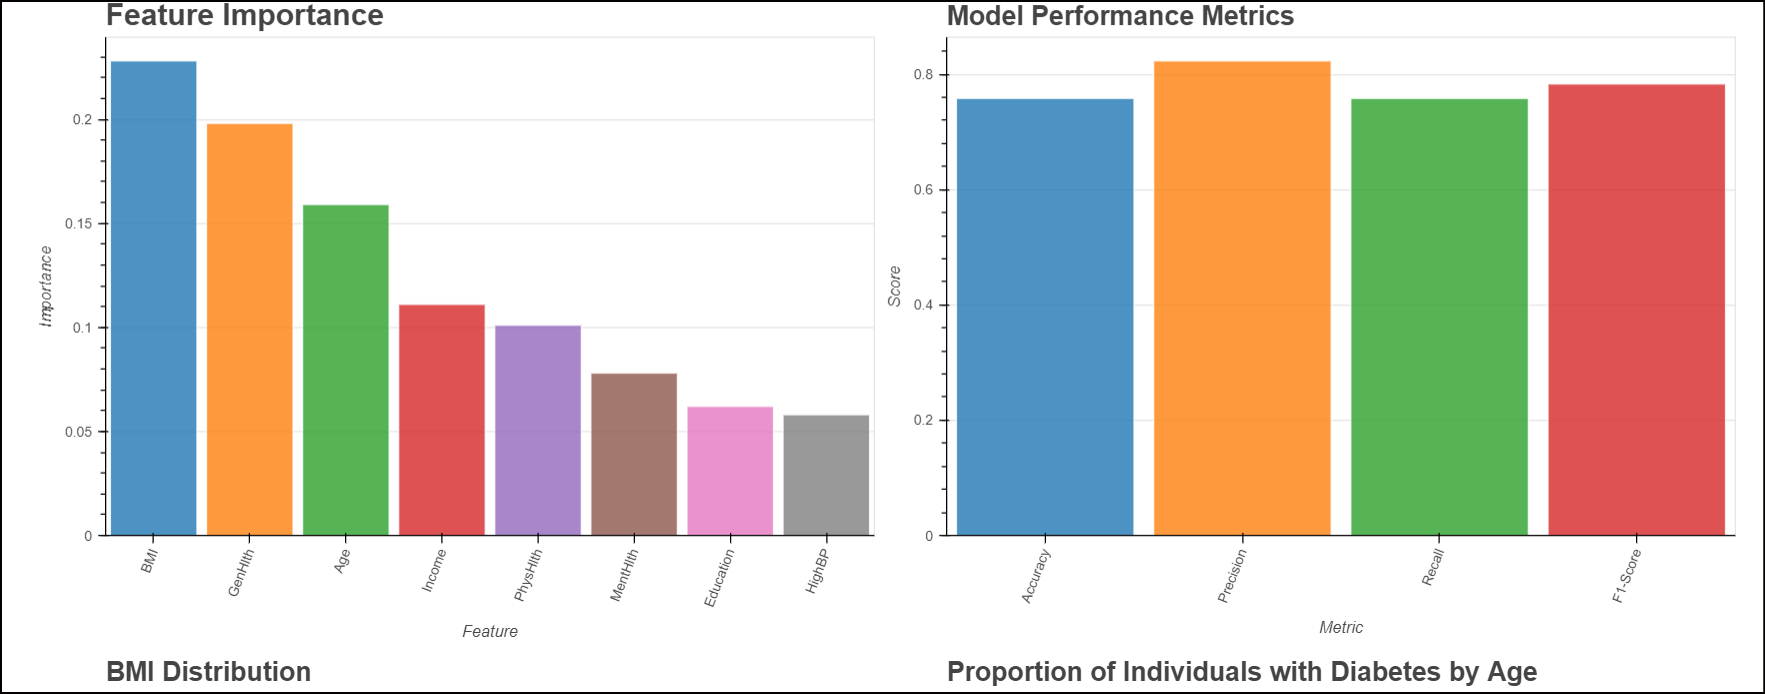 Feature Importance
0.2
0.15
0.1
0.05
0
Importance
BMI
GenHlth
Age
Income
PhysHlth
MentHlth
Education
HighBP
Feature
Model Performance Metrics
0.8
0.6
0.4
0.2
0
Score
Accuracy
Precision
Recall
F1-Score
Metric
BMI Distribution
Proportion of Individuals with Diabetes by Age